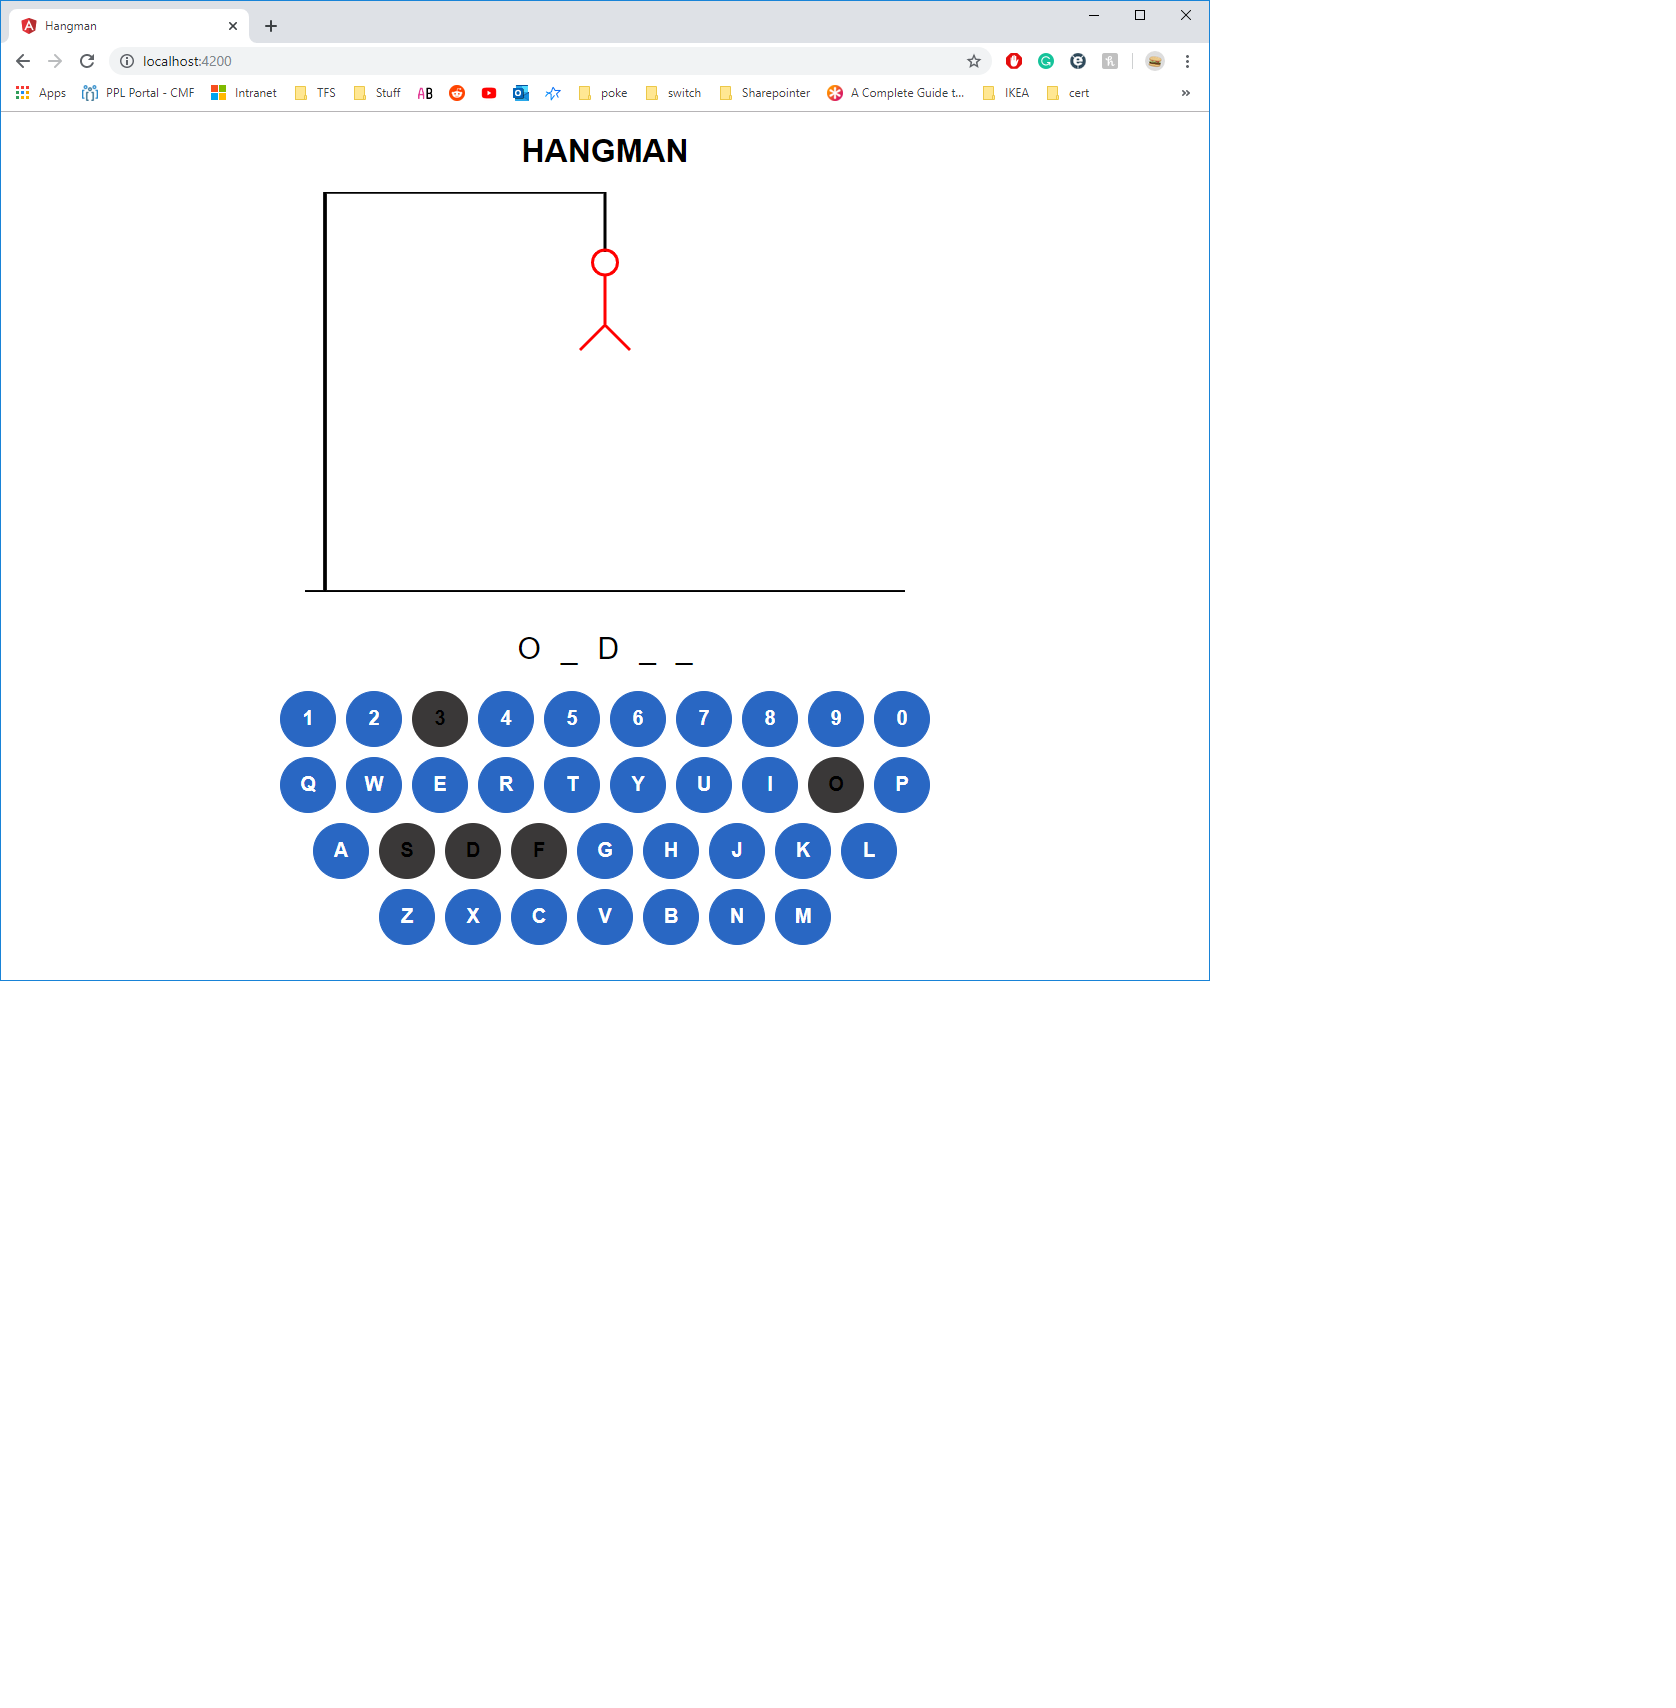 Hangman
localhost:4200
Apps PPL Portal - CMF Intranet TFS Stuff AB poke switch Sharepointer A Complete Guide t... IKEA cert »
HANGMAN
O _ D _ _
1 2 3 4 5 6 7 8 9 0
Q W E R T Y U I O P
A S D F G H J K L
Z X C V B N M